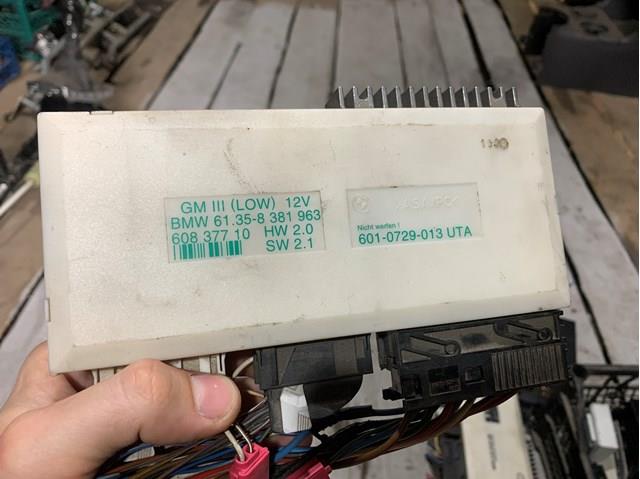 GM III (LOW) 12V
BMW 61.35-8 381 963
608 377 10 HW 2.0
SW 2.1
Nicht werfen !
601-0729-013 UTA